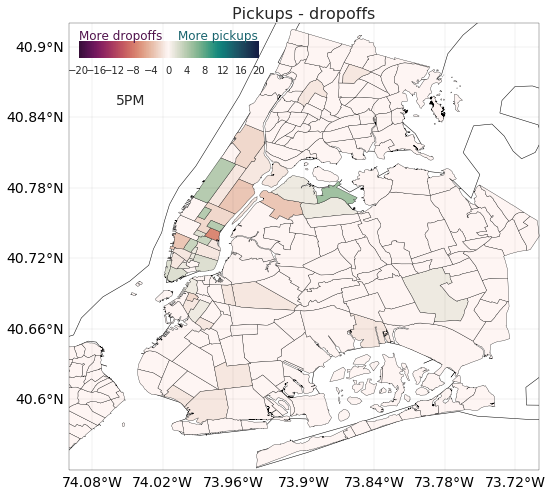 Pickups - dropoffs
More dropoffs More pickups
−20 −16 −12 −8 −4 0 4 8 12 16 20
5PM
40.9°N
40.84°N
40.78°N
40.72°N
40.66°N
40.6°N
74.08°W 74.02°W 73.96°W 73.9°W 73.84°W 73.78°W 73.72°W